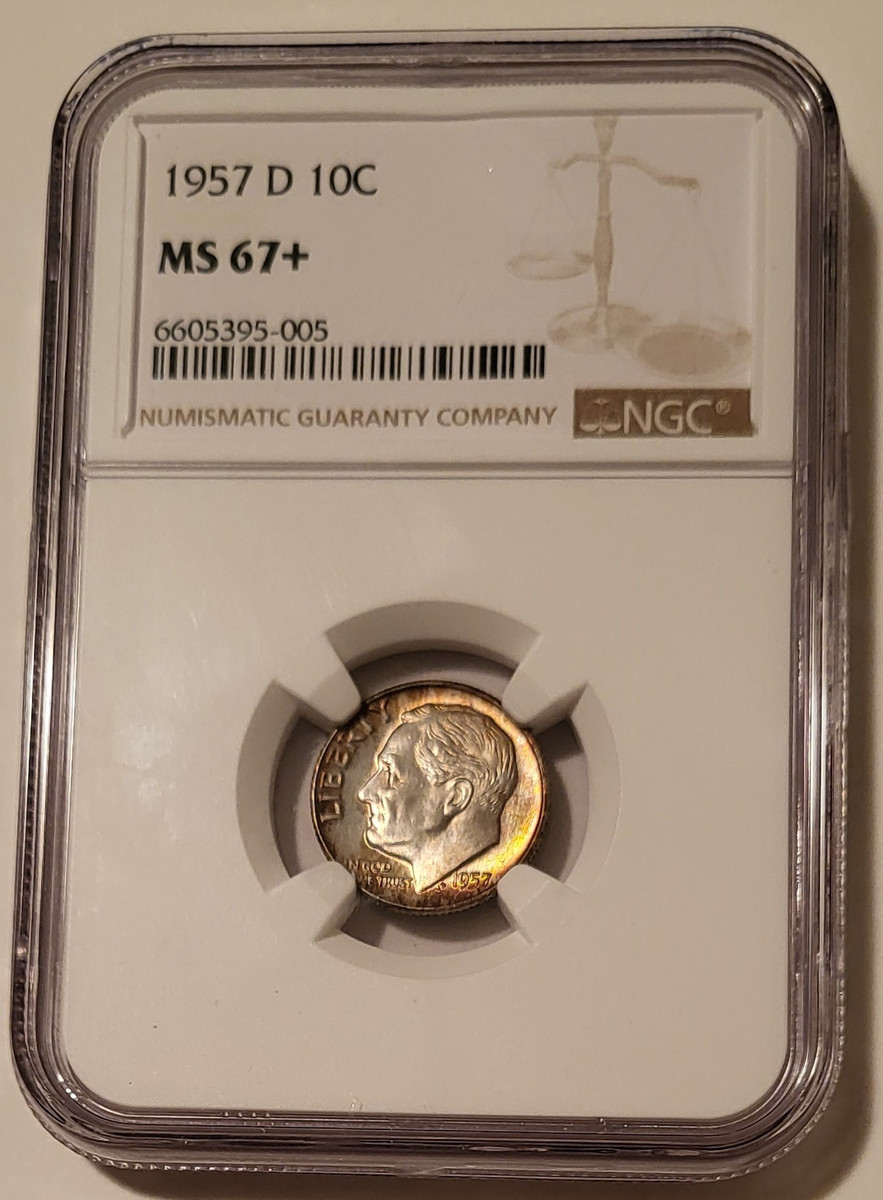 1957 D 10C
MS 67+
6605395-005
NUMISMATIC GUARANTY COMPANY
NGC®
LIBERTY
IN GOD
WE TRUST
1957